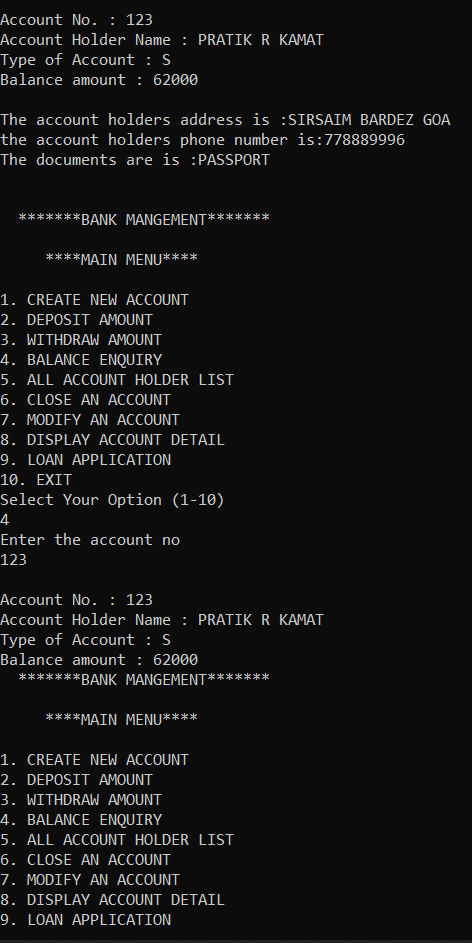 Account No. : 123
Account Holder Name : PRATIK R KAMAT
Type of Account : S
Balance amount : 62000
The account holders address is :SIRSAIM BARDEZ GOA
the account holders phone number is:778889996
The documents are is :PASSPORT
*******BANK MANGEMENT*******
****MAIN MENU****
1. CREATE NEW ACCOUNT
2. DEPOSIT AMOUNT
3. WITHDRAW AMOUNT
4. BALANCE ENQUIRY
5. ALL ACCOUNT HOLDER LIST
6. CLOSE AN ACCOUNT
7. MODIFY AN ACCOUNT
8. DISPLAY ACCOUNT DETAIL
9. LOAN APPLICATION
10. EXIT
Select Your Option (1-10)
4
Enter the account no
123
Account No. : 123
Account Holder Name : PRATIK R KAMAT
Type of Account : S
Balance amount : 62000
*******BANK MANGEMENT*******
****MAIN MENU****
1. CREATE NEW ACCOUNT
2. DEPOSIT AMOUNT
3. WITHDRAW AMOUNT
4. BALANCE ENQUIRY
5. ALL ACCOUNT HOLDER LIST
6. CLOSE AN ACCOUNT
7. MODIFY AN ACCOUNT
8. DISPLAY ACCOUNT DETAIL
9. LOAN APPLICATION